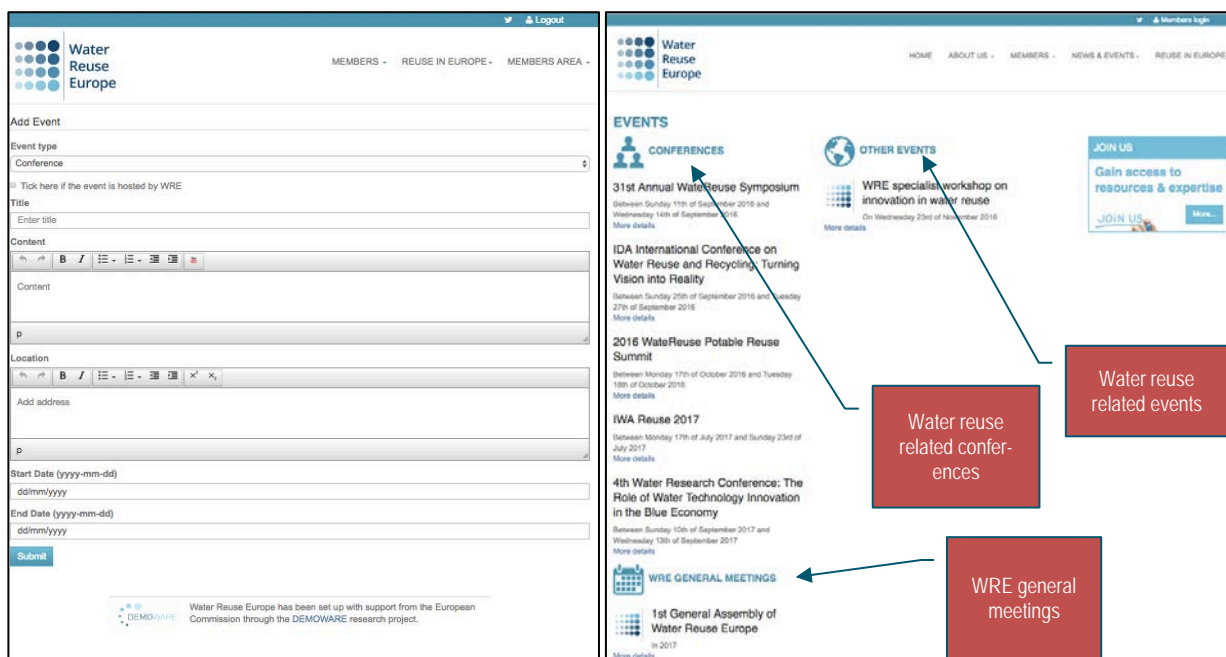 Logout
Water
Reuse
Europe
MEMBERS
REUSE IN EUROPE
MEMBERS AREA
Add Event
Event type
Conference
Tick here if the event is hosted by WRE
Title
Enter title
Content
B I
Content
p
Location
B I x² x₂
Add address
p
Start Date (yyyy-mm-dd)
dd/mm/yyyy
End Date (yyyy-mm-dd)
dd/mm/yyyy
Submit
DEMOWARE
Water Reuse Europe has been set up with support from the European
Commission through the DEMOWARE research project.
Members login
Water
Reuse
Europe
HOME ABOUT US MEMBERS NEWS & EVENTS REUSE IN EUROPE
EVENTS
CONFERENCES
31st Annual WateReuse Symposium
Between Sunday 11th of September 2016 and
Wednesday 14th of September 2016
More details
IDA International Conference on
Water Reuse and Recycling: Turning
Vision into Reality
Between Sunday 25th of September 2016 and Tuesday
27th of September 2016
More details
2016 WateReuse Potable Reuse
Summit
Between Monday 17th of October 2016 and Tuesday
18th of October 2016
More details
IWA Reuse 2017
Between Monday 17th of July 2017 and Sunday 23rd of
July 2017
More details
4th Water Research Conference: The
Role of Water Technology Innovation
in the Blue Economy
Between Sunday 10th of September 2017 and
Wednesday 13th of September 2017
More details
WRE GENERAL MEETINGS
1st General Assembly of
Water Reuse Europe
In 2017
More details
OTHER EVENTS
WRE specialist workshop on
innovation in water reuse
On Wednesday 23rd of November 2016
More details
JOIN US
Gain access to
resources & expertise
JOIN US
More...
Water reuse
related events
Water reuse
related confer-
ences
WRE general
meetings